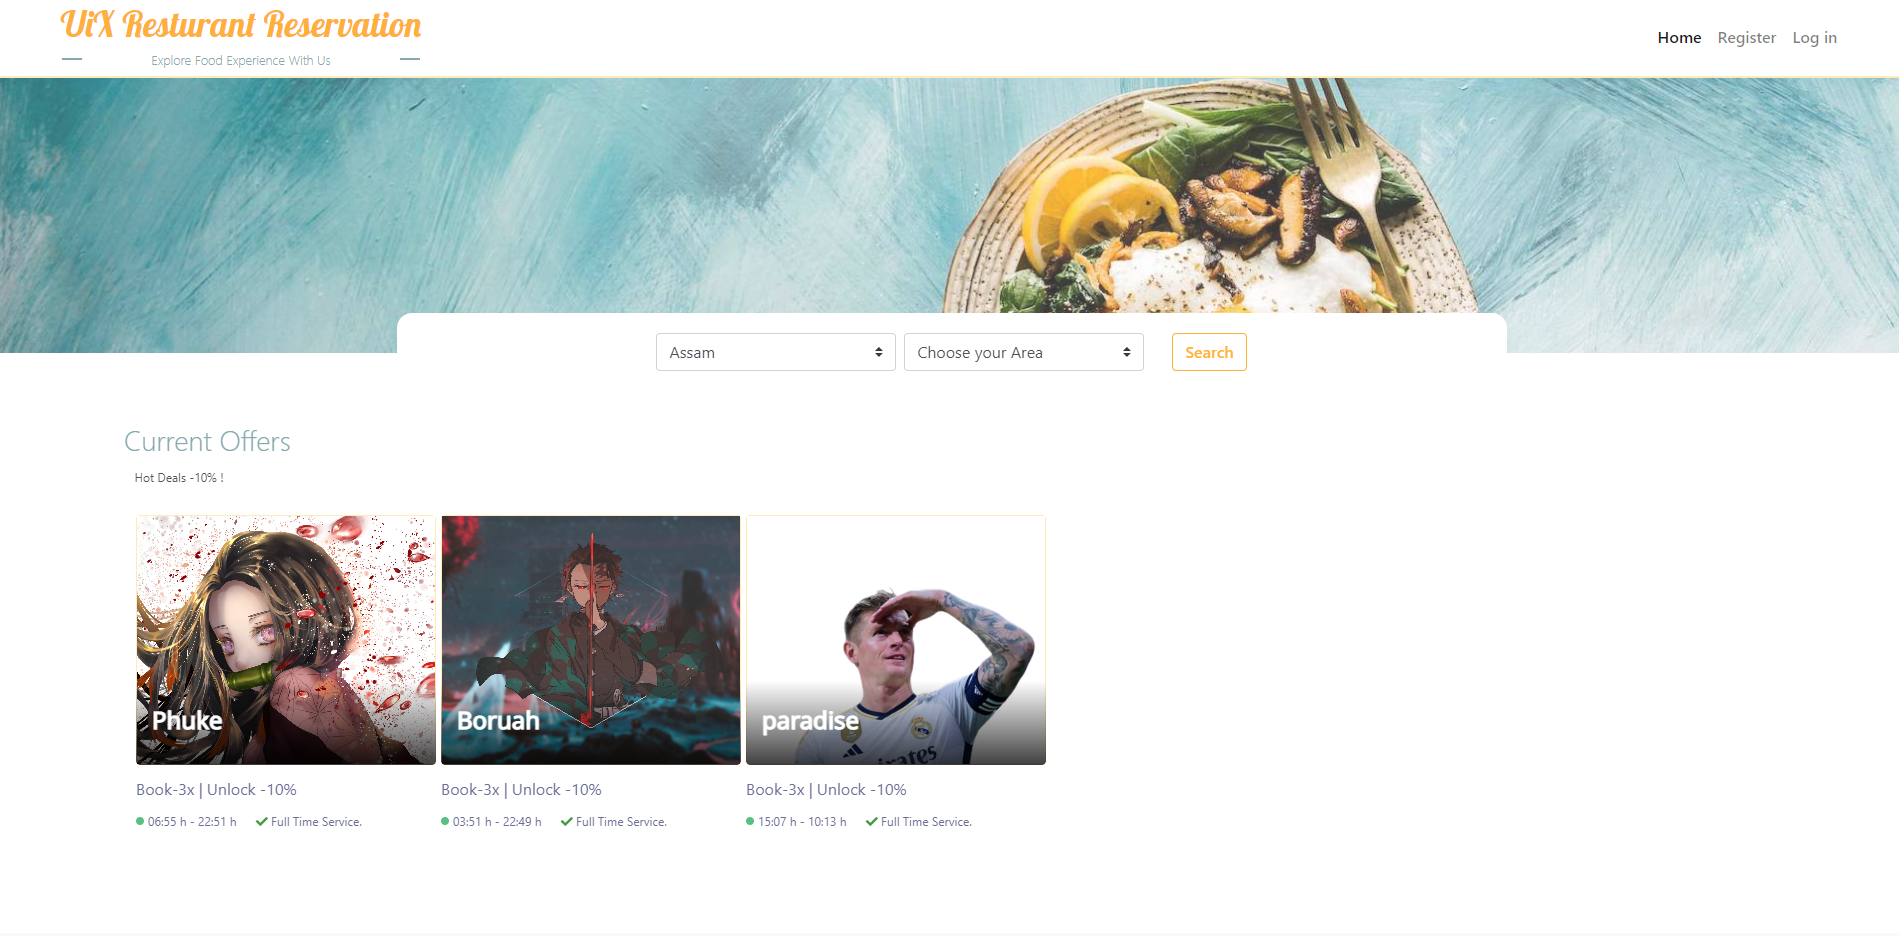 UiX Resturant Reservation
Explore Food Experience With Us
Home Register Log in
Assam Choose your Area Search
Current Offers
Hot Deals -10% !
Phuke Boruah paradise
Book-3x | Unlock -10% Book-3x | Unlock -10% Book-3x | Unlock -10%
06:55 h - 22:51 h Full Time Service. 03:51 h - 22:49 h Full Time Service. 15:07 h - 10:13 h Full Time Service.